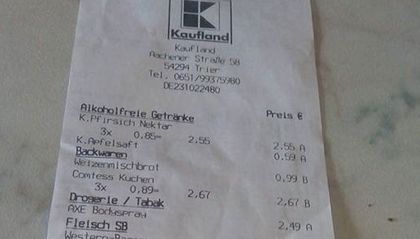 Kaufland
Kaufland
Aachener Straße 58
54294 Trier
Tel. 0651/99375980
DE231022480
Preis €
Alkoholfreie Getränke
K.Pfirsich Nektar
3x 0.85= 2.55 2.55 A
K.Apfelsaft 0.59 A
Backwaren
Weizenmischbrot 0.99 B
Comtess Kuchen
3x 0,89= 2,67 2,67 B
Drogerie / Tabak
AXE Bodyspray 2,49 A
Fleisch SB